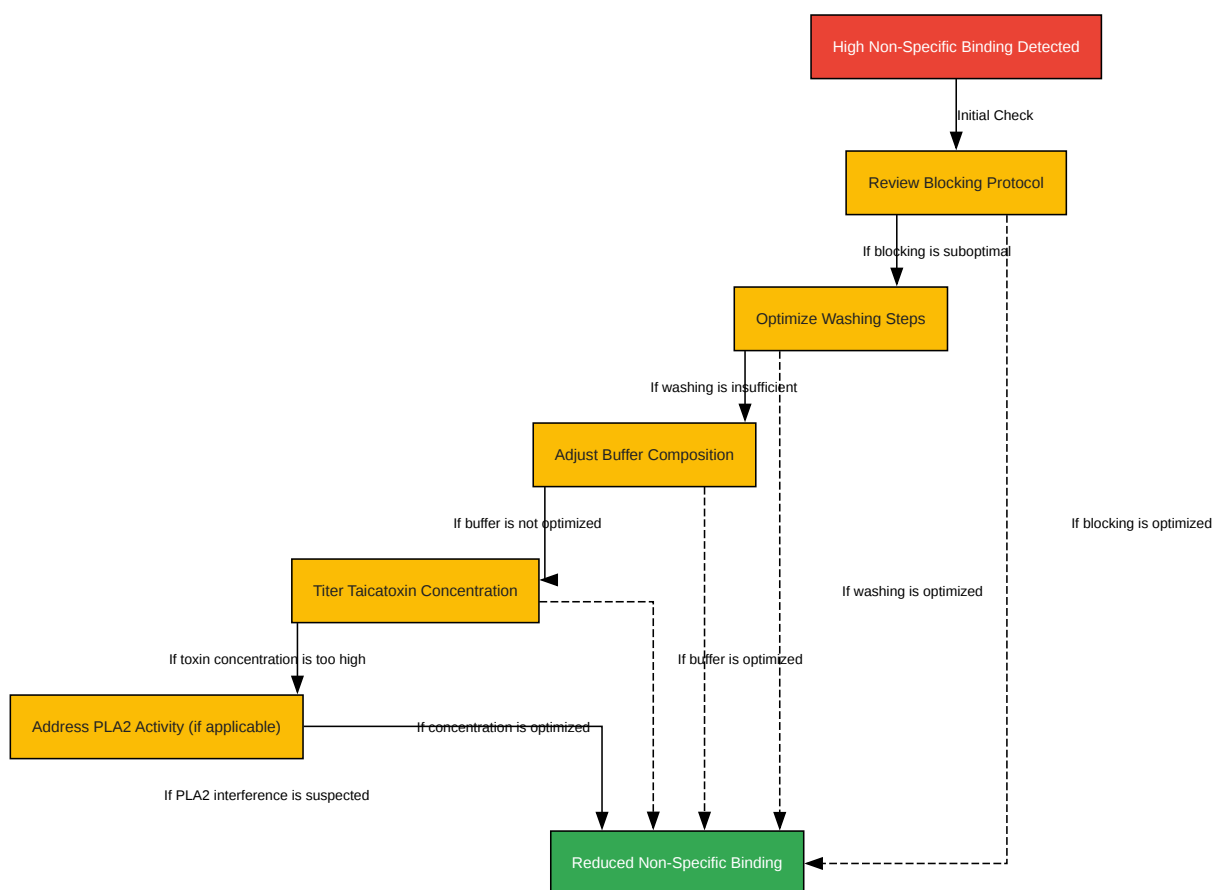 High Non-Specific Binding Detected
Initial Check
Review Blocking Protocol
If blocking is suboptimal
Optimize Washing Steps
If washing is insufficient
Adjust Buffer Composition
If buffer is not optimized
If blocking is optimized
Titer Taicatoxin Concentration
If washing is optimized
If toxin concentration is too high
If buffer is optimized
Address PLA2 Activity (if applicable)
If concentration is optimized
If PLA2 interference is suspected
Reduced Non-Specific Binding